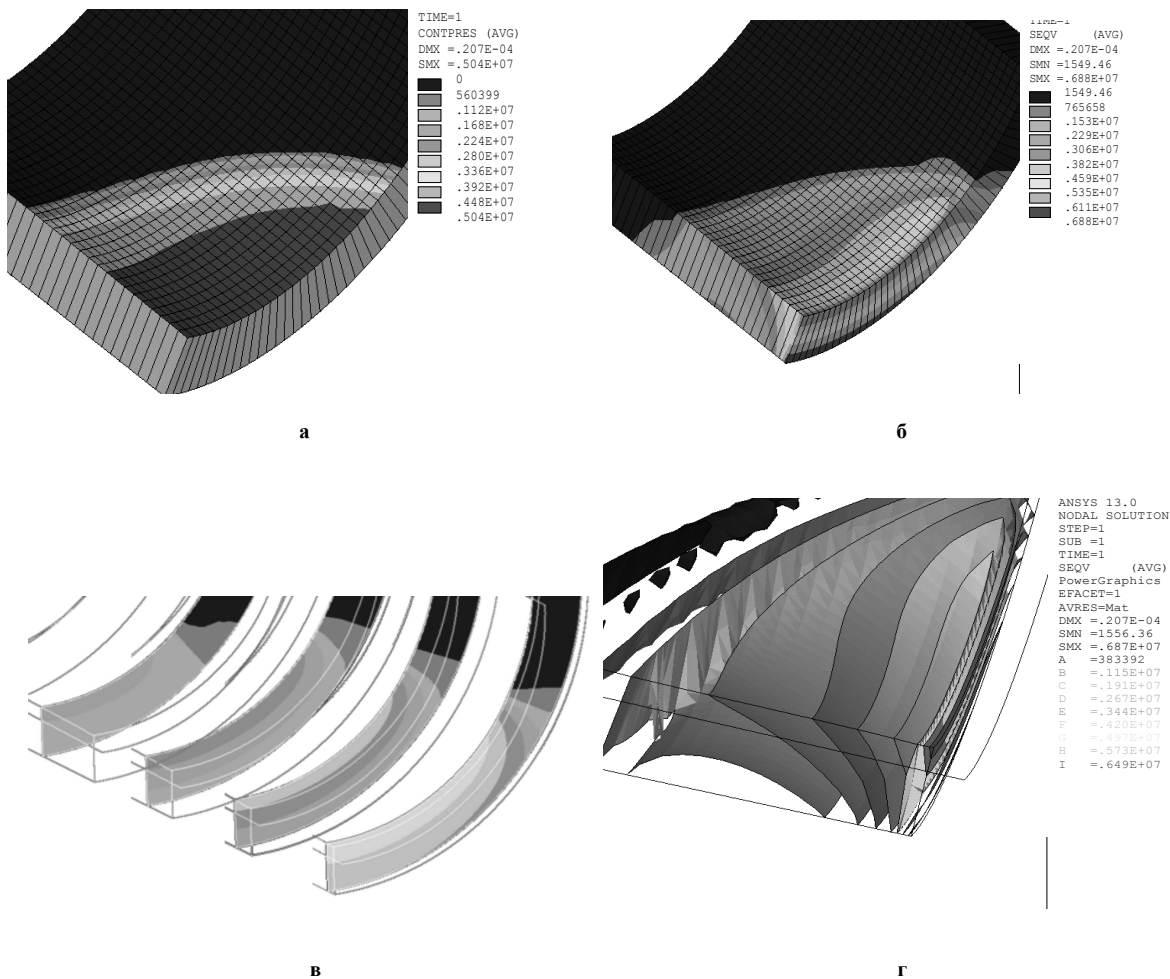 TIME=1
CONTPRES (AVG)
DMX =.207E-04
SMX =.504E+07
0
560399
.112E+07
.168E+07
.224E+07
.280E+07
.336E+07
.392E+07
.448E+07
.504E+07
TIME=1
SEQV (AVG)
DMX =.207E-04
SMN =1549.46
SMX =.688E+07
1549.46
765658
.153E+07
.229E+07
.306E+07
.382E+07
.459E+07
.535E+07
.611E+07
.688E+07
а
б
ANSYS 13.0
NODAL SOLUTION
STEP=1
SUB =1
TIME=1
SEQV (AVG)
PowerGraphics
EFACET=1
AVRES=Mat
DMX =.207E-04
SMN =1556.36
SMX =.687E+07
A =383392
B =.115E+07
C =.191E+07
D =.267E+07
E =.344E+07
F =.420E+07
G =.497E+07
H =.573E+07
I =.649E+07
в
г